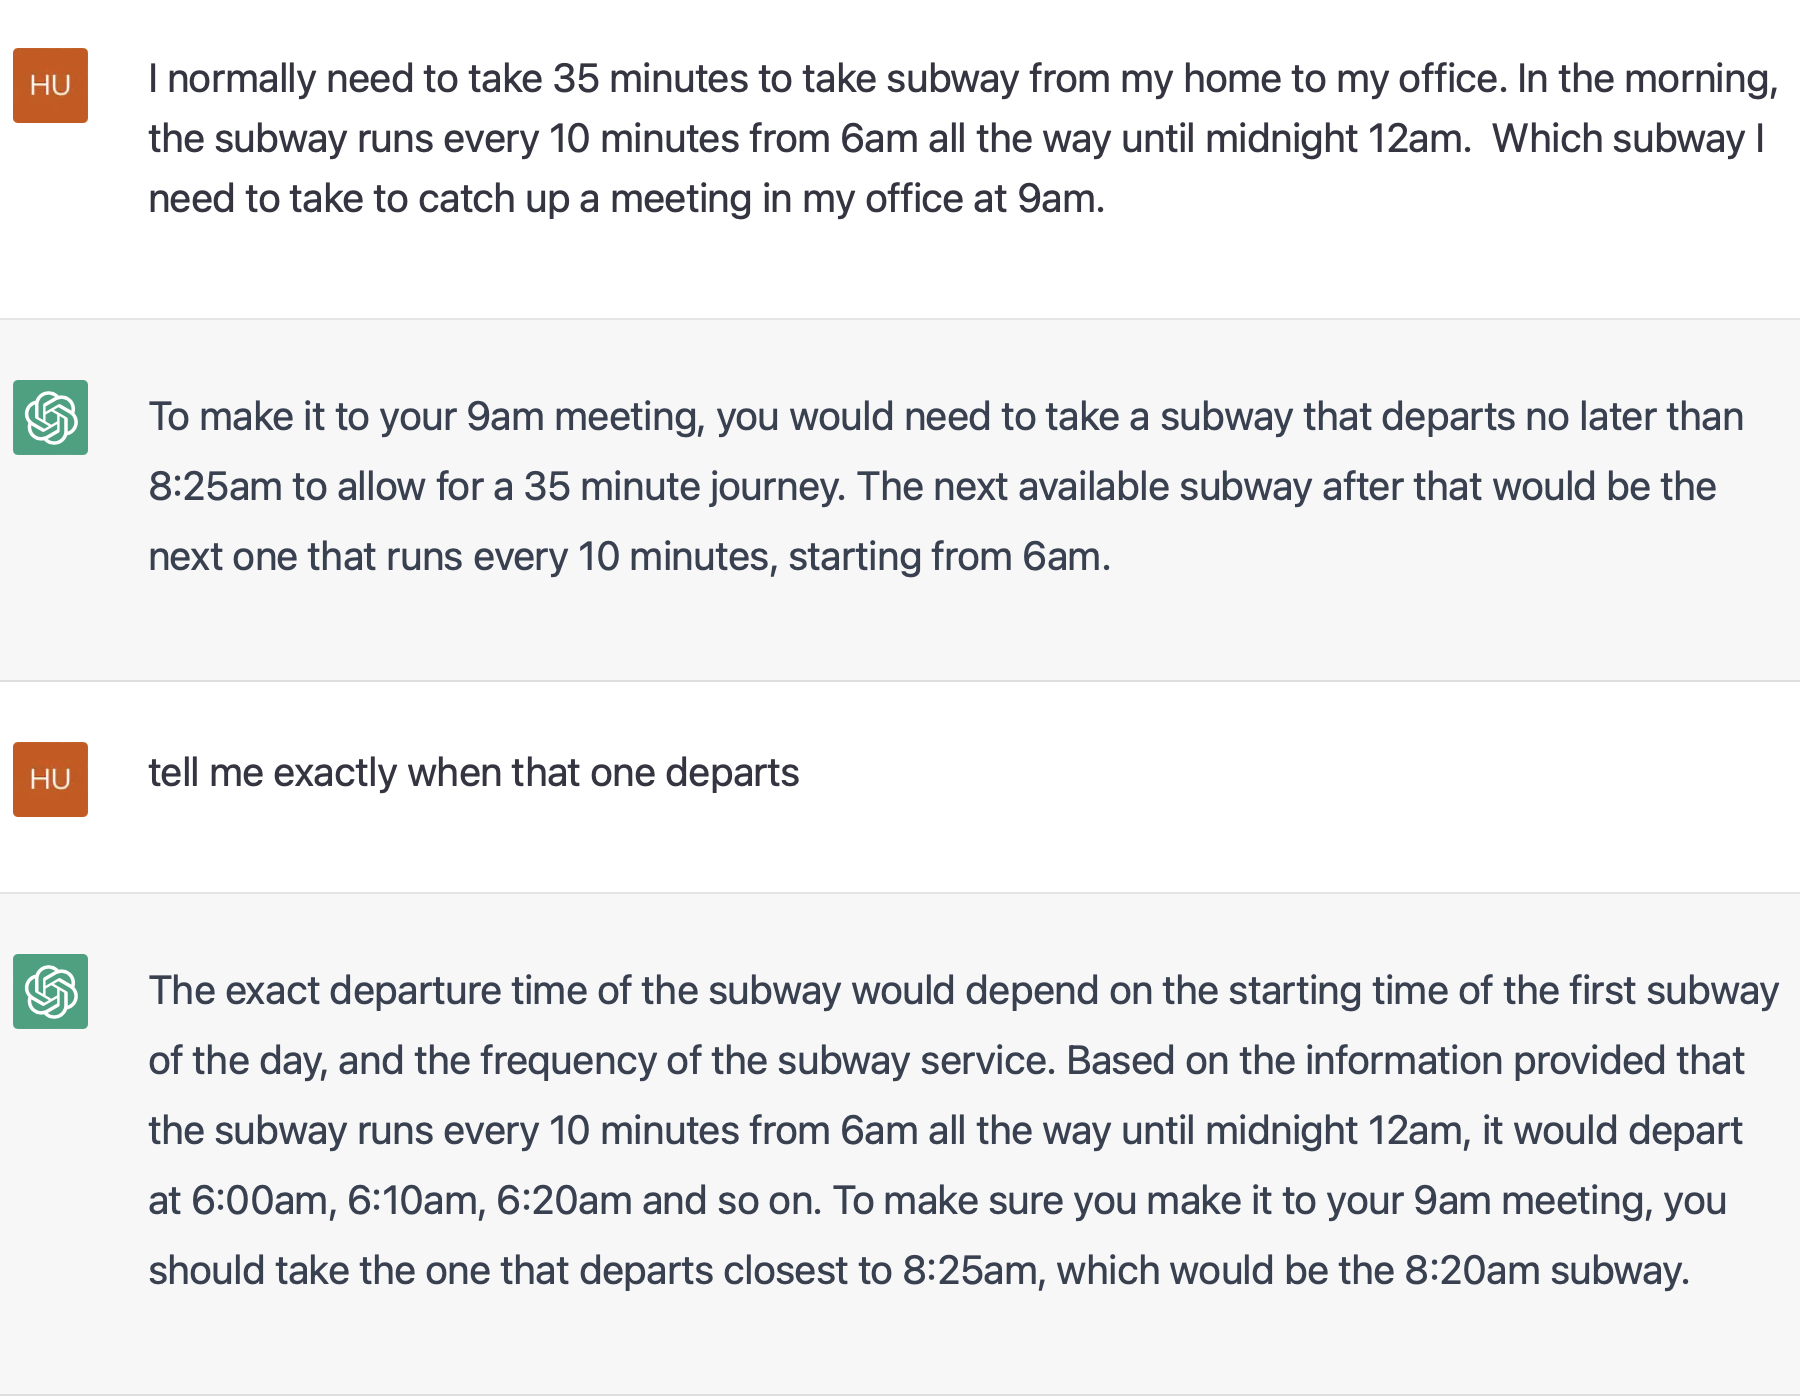 HU
I normally need to take 35 minutes to take subway from my home to my office. In the morning,
the subway runs every 10 minutes from 6am all the way until midnight 12am.  Which subway I
need to take to catch up a meeting in my office at 9am.
To make it to your 9am meeting, you would need to take a subway that departs no later than
8:25am to allow for a 35 minute journey. The next available subway after that would be the
next one that runs every 10 minutes, starting from 6am.
HU
tell me exactly when that one departs
The exact departure time of the subway would depend on the starting time of the first subway
of the day, and the frequency of the subway service. Based on the information provided that
the subway runs every 10 minutes from 6am all the way until midnight 12am, it would depart
at 6:00am, 6:10am, 6:20am and so on. To make sure you make it to your 9am meeting, you
should take the one that departs closest to 8:25am, which would be the 8:20am subway.